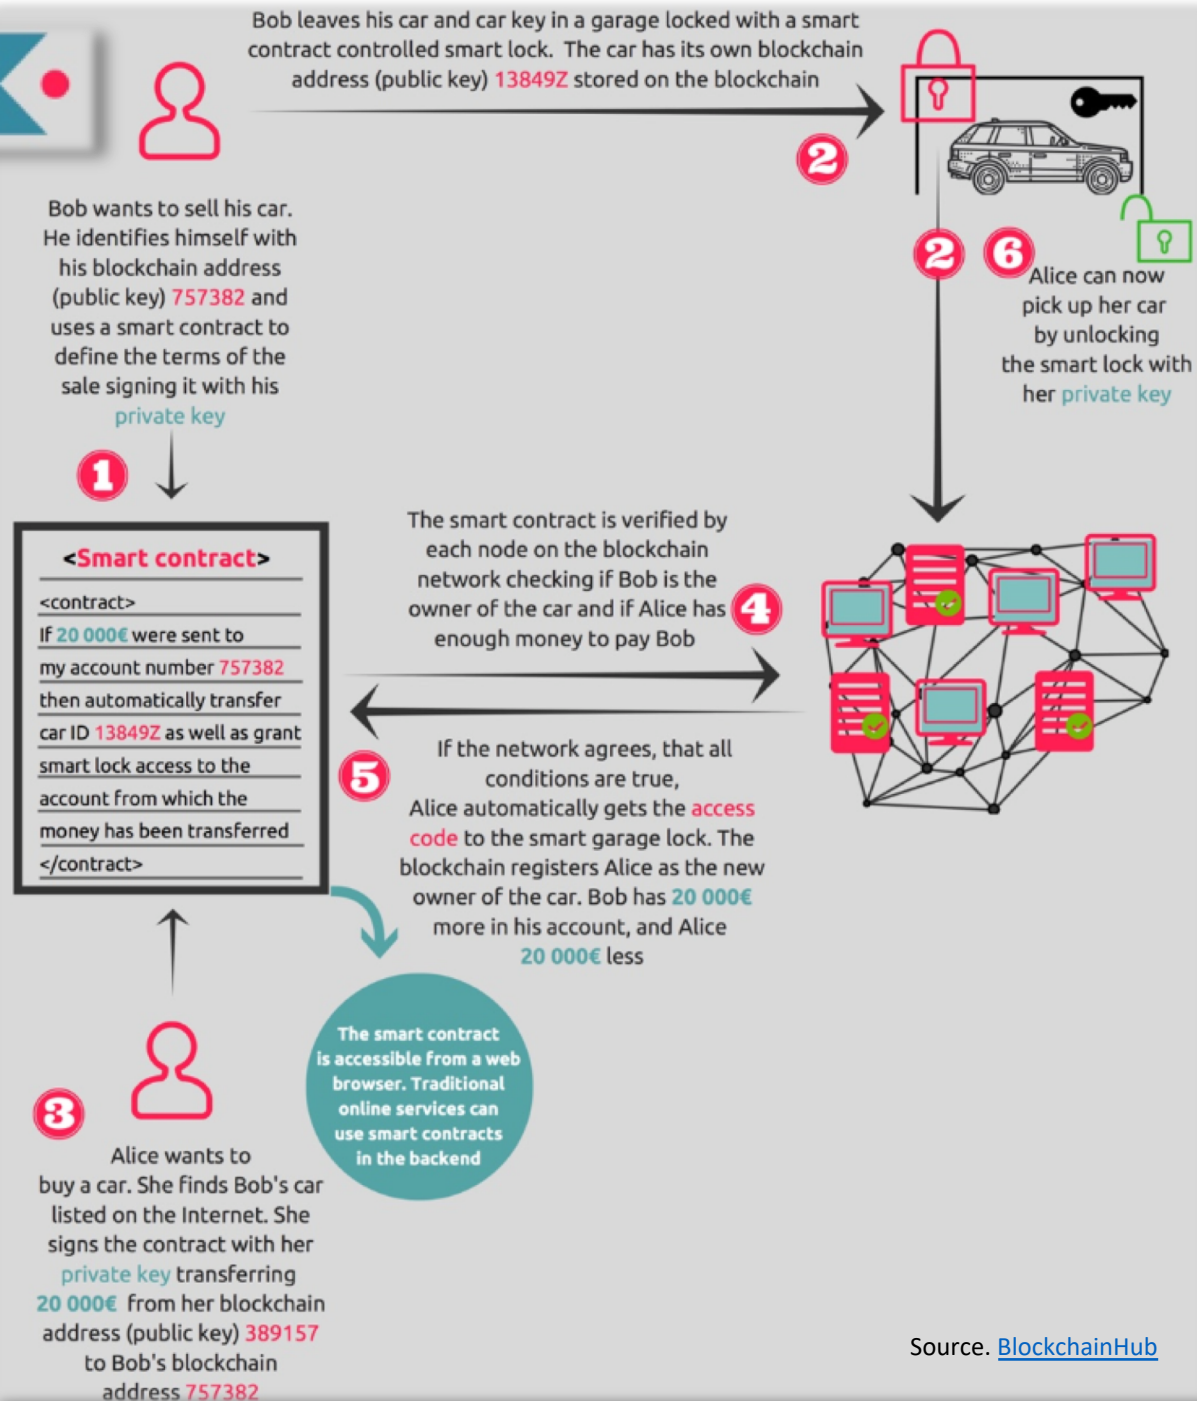 Bob leaves his car and car key in a garage locked with a smart
contract controlled smart lock. The car has its own blockchain
address (public key) 13849Z stored on the blockchain
2
Bob wants to sell his car.
He identifies himself with
his blockchain address
(public key) 757382 and
uses a smart contract to
define the terms of the
sale signing it with his
private key
1
2
6
Alice can now
pick up her car
by unlocking
the smart lock with
her private key
<Smart contract>
<contract>
If 20 000€ were sent to
my account number 757382
then automatically transfer
car ID 13849Z as well as grant
smart lock access to the
account from which the
money has been transferred
</contract>
The smart contract is verified by
each node on the blockchain
network checking if Bob is the
owner of the car and if Alice has
enough money to pay Bob
4
5
If the network agrees, that all
conditions are true,
Alice automatically gets the access
code to the smart garage lock. The
blockchain registers Alice as the new
owner of the car. Bob has 20 000€
more in his account, and Alice
20 000€ less
The smart contract
is accessible from a web
browser. Traditional
online services can
use smart contracts
in the backend
3
Alice wants to
buy a car. She finds Bob's car
listed on the Internet. She
signs the contract with her
private key transferring
20 000€ from her blockchain
address (public key) 389157
to Bob's blockchain
address 757382
Source. BlockchainHub